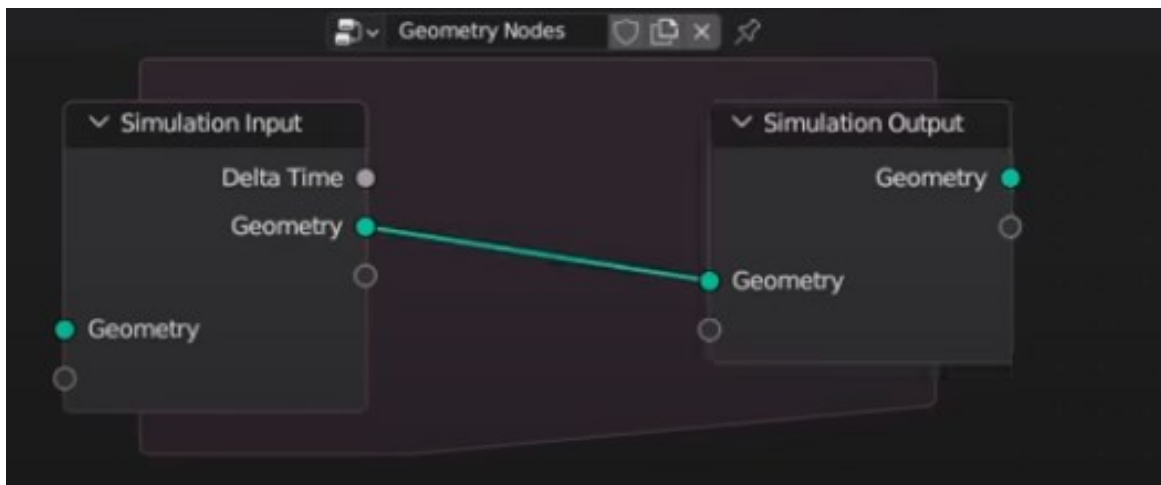 Geometry Nodes
Simulation Input
Delta Time
Geometry
Geometry
Simulation Output
Geometry
Geometry